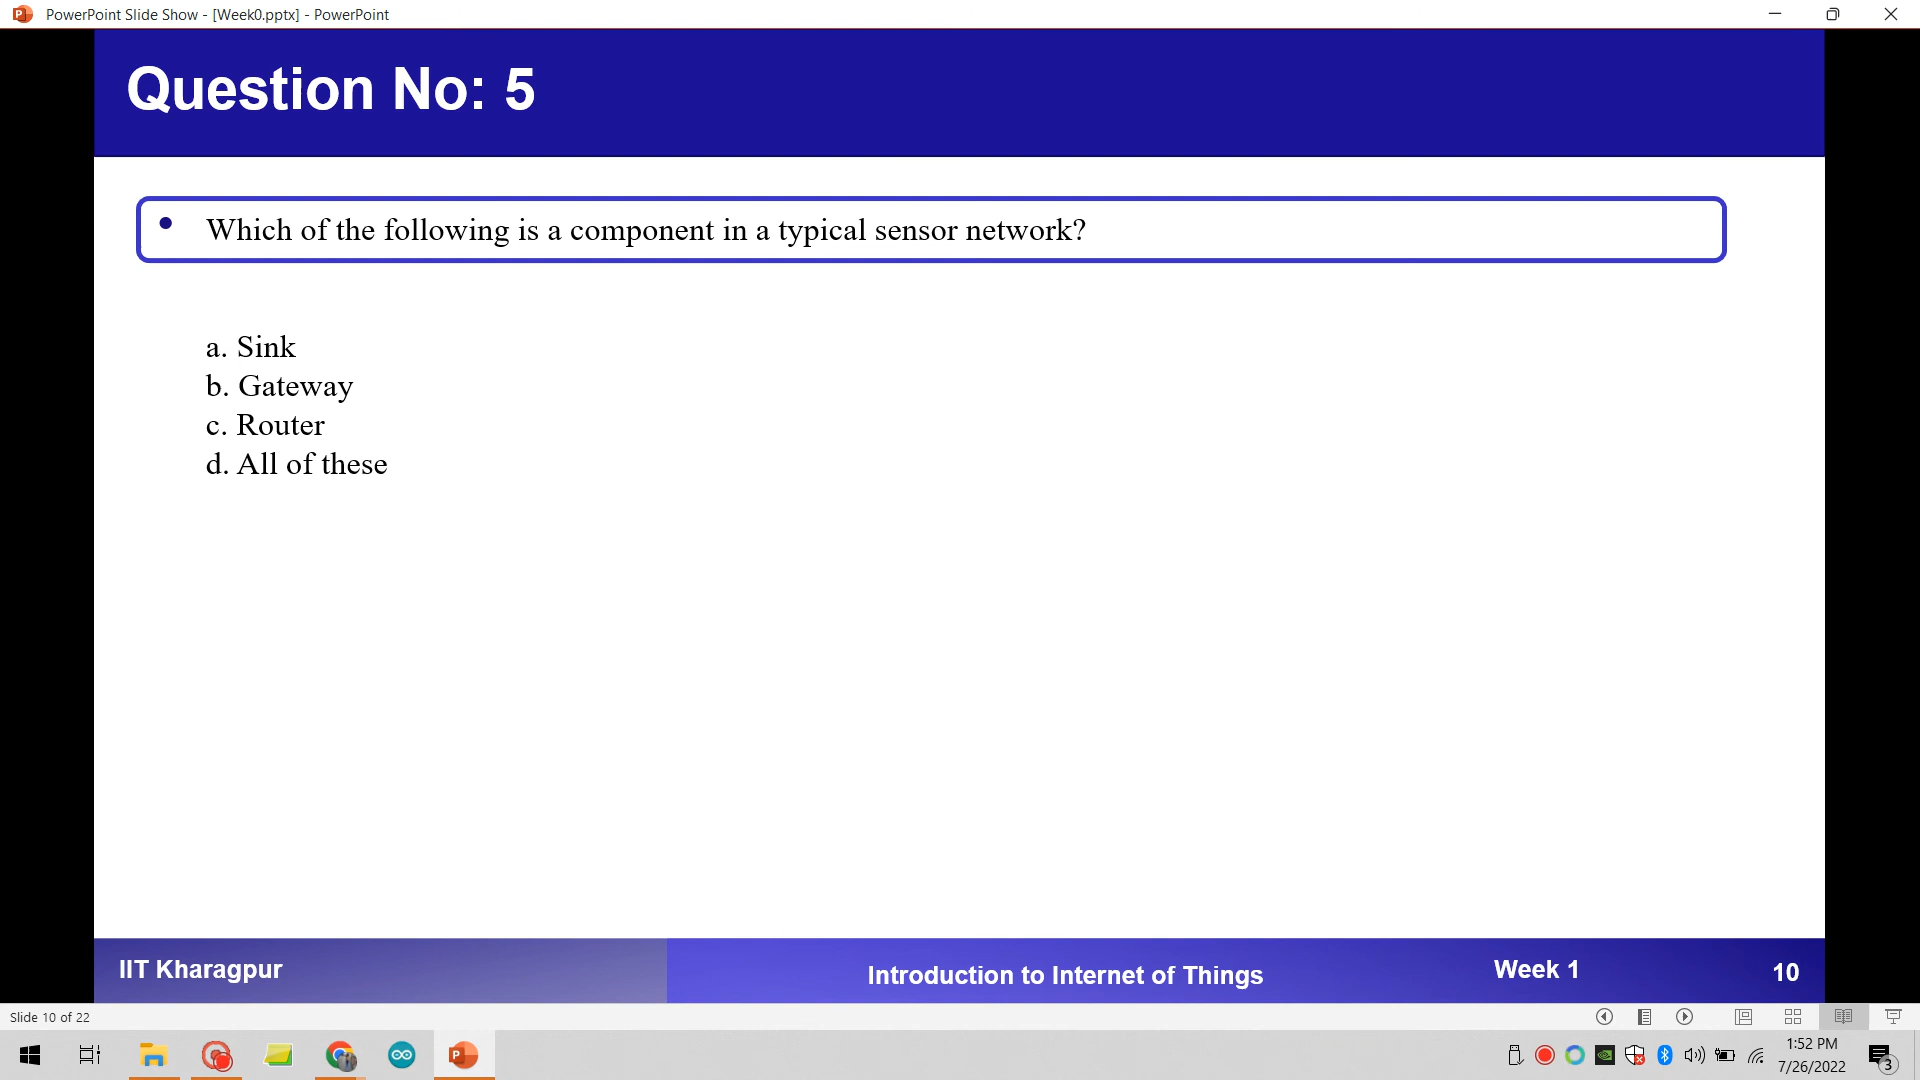 PowerPoint Slide Show - [Week0.pptx] - PowerPoint
Question No: 5
• Which of the following is a component in a typical sensor network?
a. Sink
b. Gateway
c. Router
d. All of these
IIT Kharagpur
Introduction to Internet of Things
Week 1
10
Slide 10 of 22
1:52 PM
7/26/2022
3